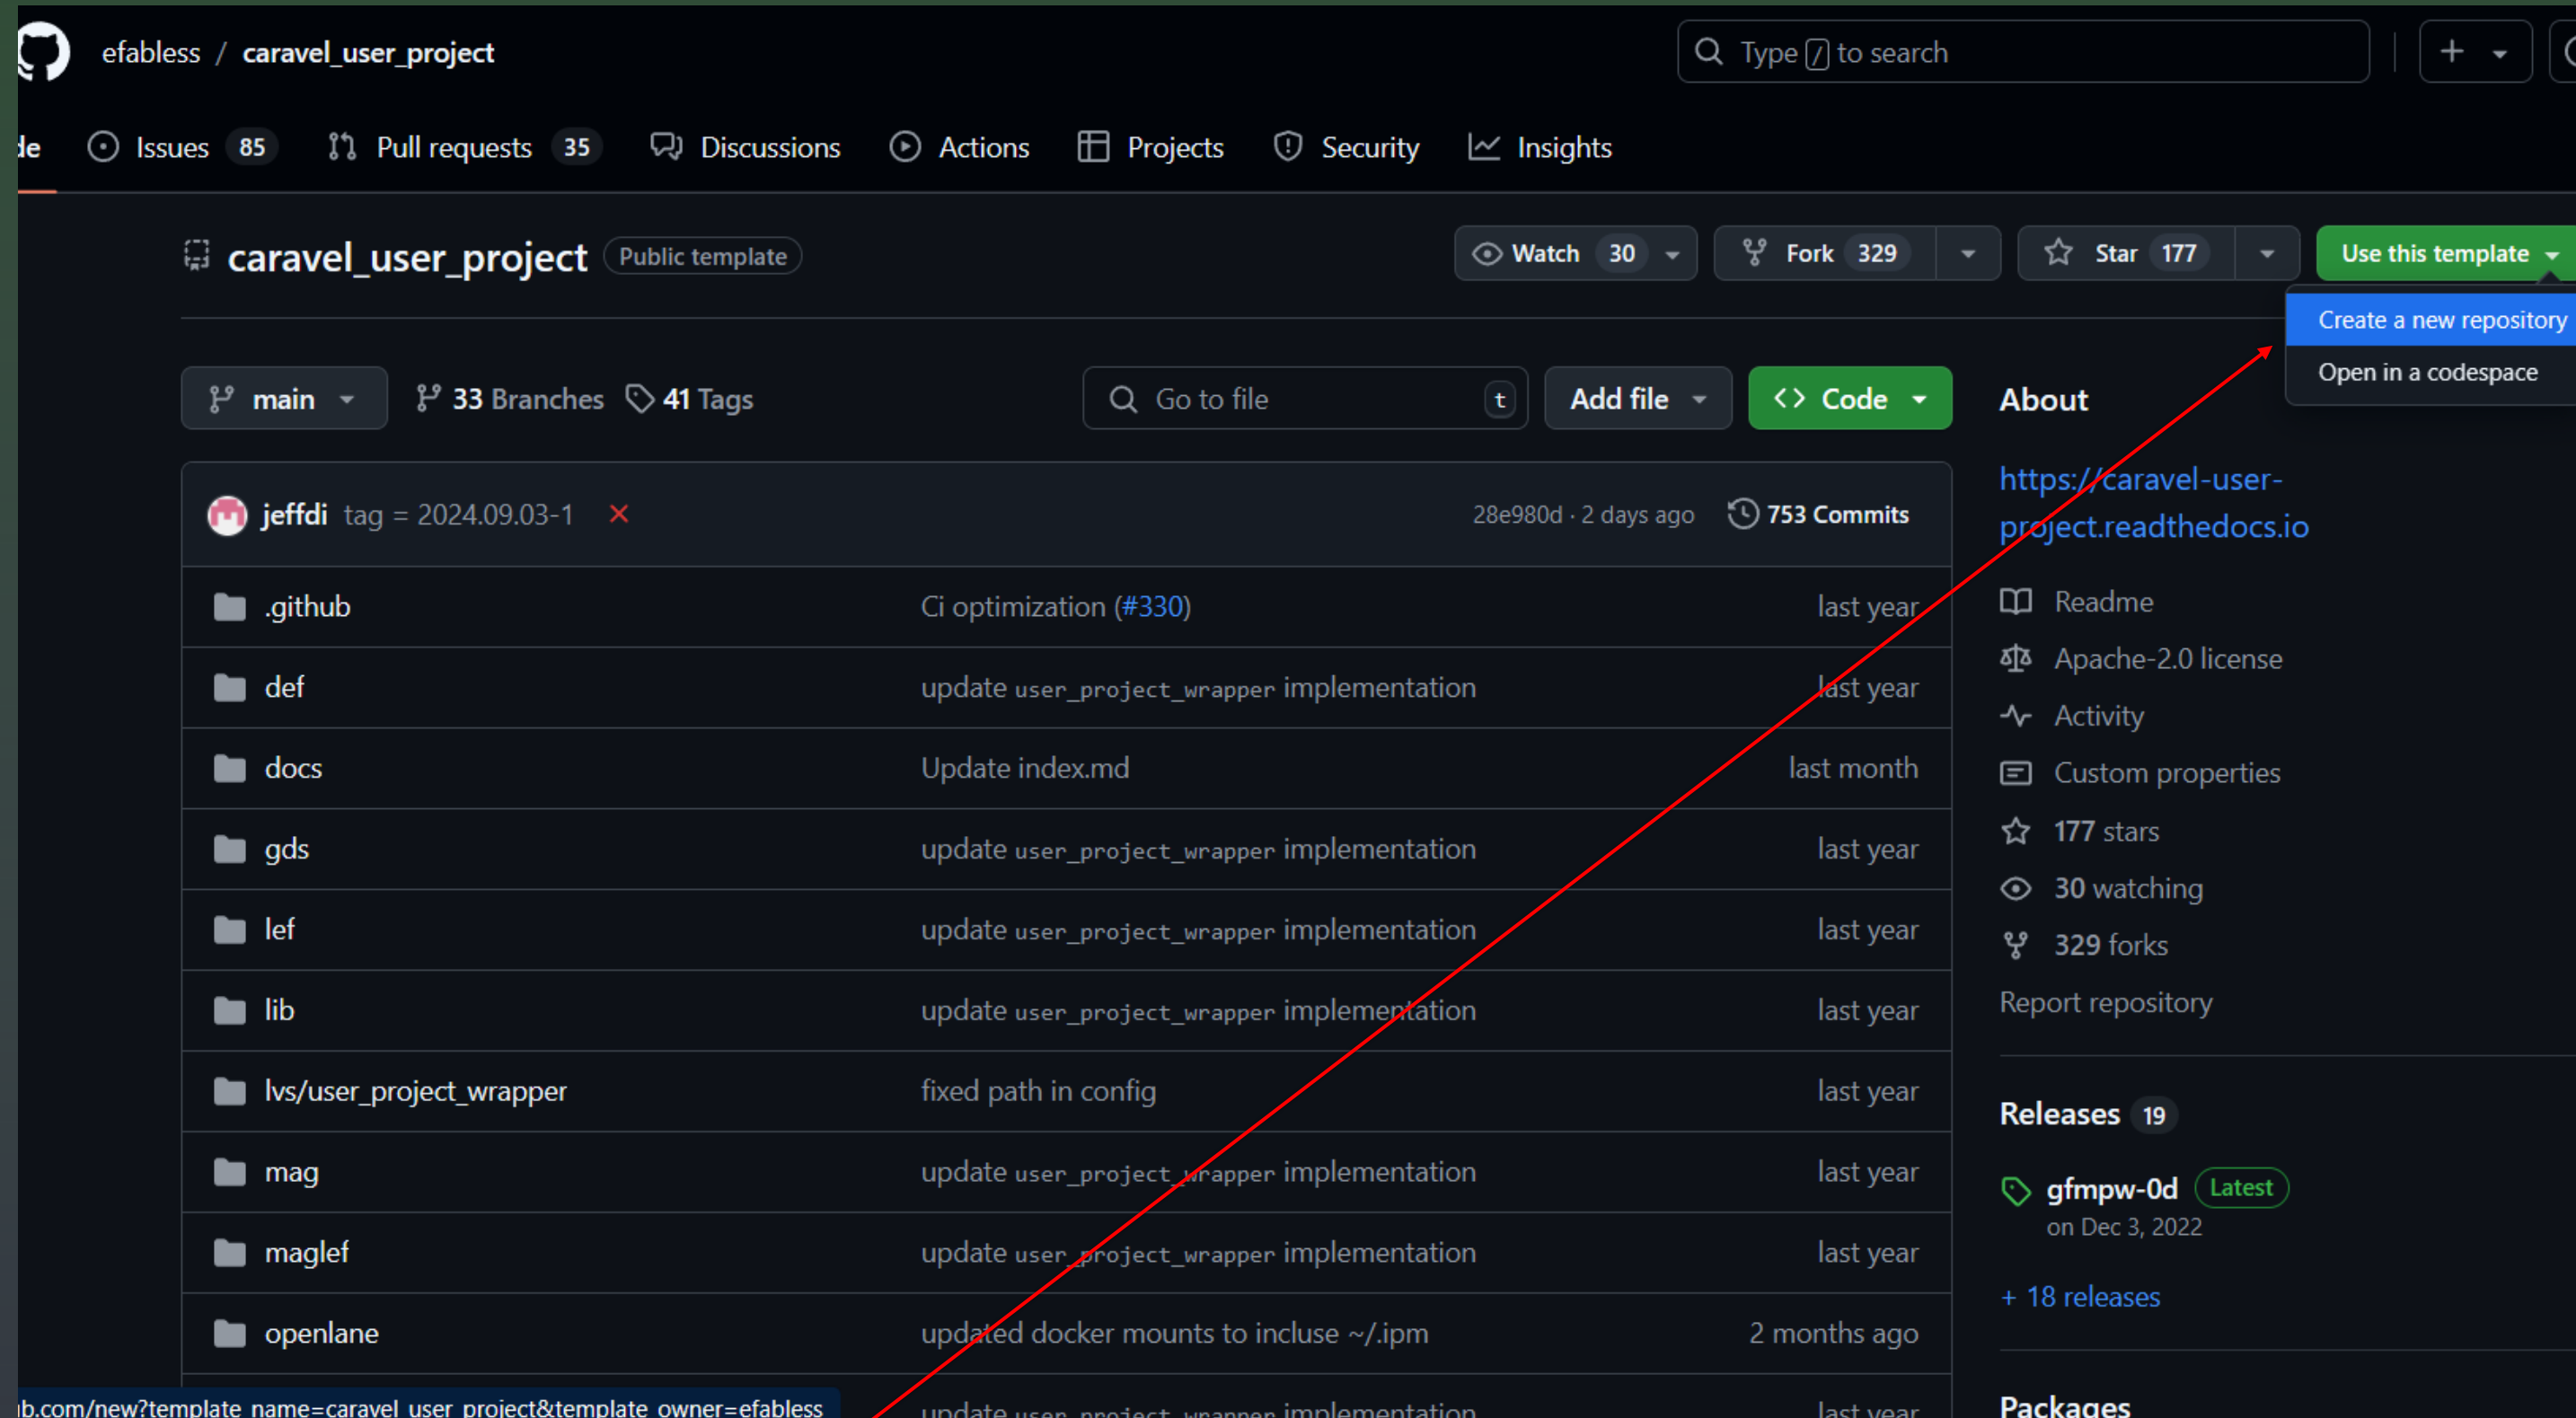 efabless / caravel_user_project
Type / to search
de Issues 85 Pull requests 35 Discussions Actions Projects Security Insights
caravel_user_project Public template
Watch 30 Fork 329 Star 177 Use this template
Create a new repository
Open in a codespace
main 33 Branches 41 Tags
Go to file t Add file <> Code
jeffdi tag = 2024.09.03-1 28e980d · 2 days ago 753 Commits
.github Ci optimization (#330) last year
def update user_project_wrapper implementation last year
docs Update index.md last month
gds update user_project_wrapper implementation last year
lef update user_project_wrapper implementation last year
lib update user_project_wrapper implementation last year
lvs/user_project_wrapper fixed path in config last year
mag update user_project_wrapper implementation last year
maglef update user_project_wrapper implementation last year
openlane updated docker mounts to incluse ~/.ipm 2 months ago
update user_project_wrapper implementation last year
About
https://caravel-user-
project.readthedocs.io
Readme
Apache-2.0 license
Activity
Custom properties
177 stars
30 watching
329 forks
Report repository
Releases 19
gfmpw-0d Latest
on Dec 3, 2022
+ 18 releases
Packages
b.com/new?template_name=caravel_user_project&template_owner=efabless